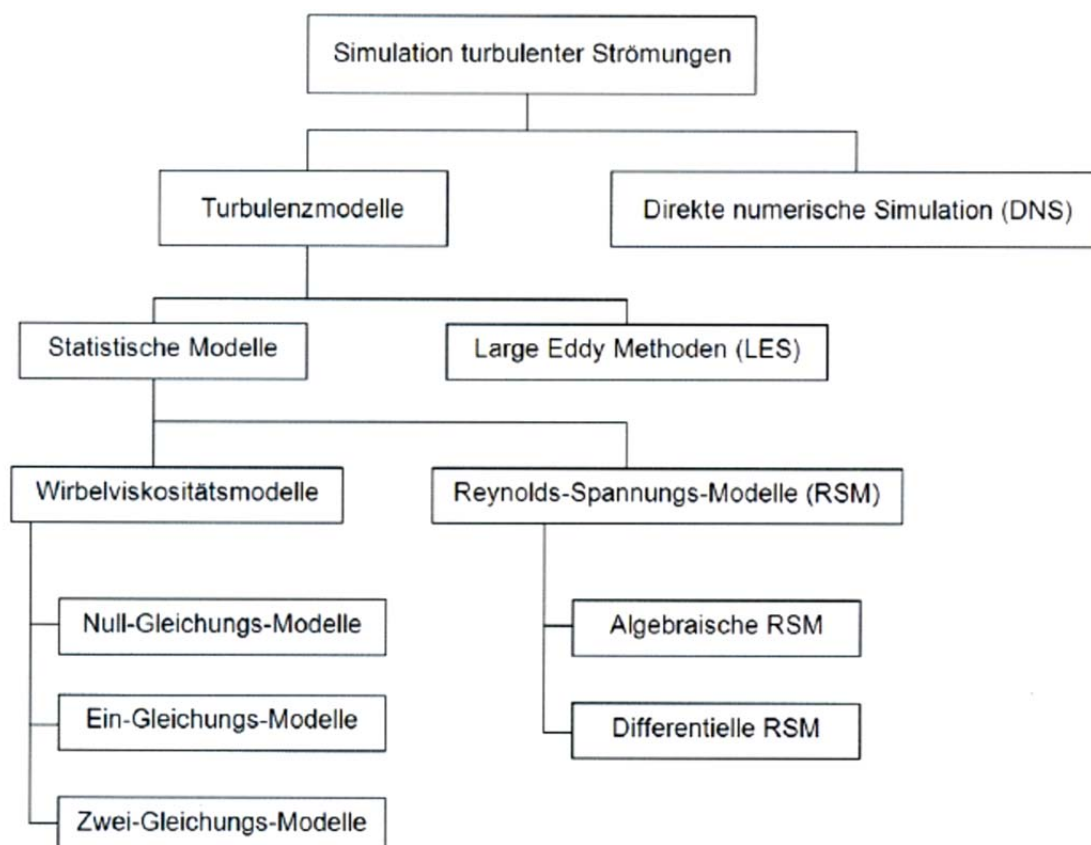 Simulation turbulenter Strömungen
Turbulenzmodelle
Direkte numerische Simulation (DNS)
Statistische Modelle
Large Eddy Methoden (LES)
Wirbelviskositätsmodelle
Reynolds-Spannungs-Modelle (RSM)
Null-Gleichungs-Modelle
Algebraische RSM
Ein-Gleichungs-Modelle
Differentielle RSM
Zwei-Gleichungs-Modelle